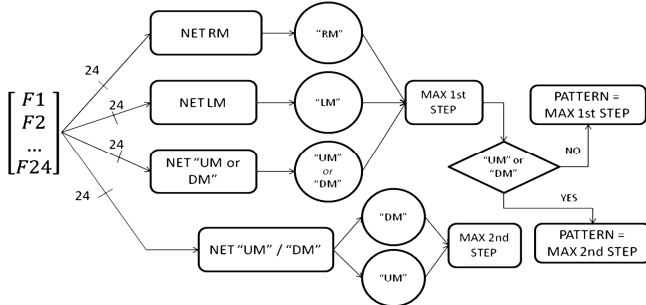 F1
F2
...
F24
24
24
24
24
NET RM
NET LM
NET "UM or
DM"
NET "UM" / "DM"
"RM"
"LM"
"UM"
or
"DM"
"DM"
"UM"
MAX 1st
STEP
MAX 2nd
STEP
"UM" or
"DM"
NO
YES
PATTERN =
MAX 1st STEP
PATTERN =
MAX 2nd STEP